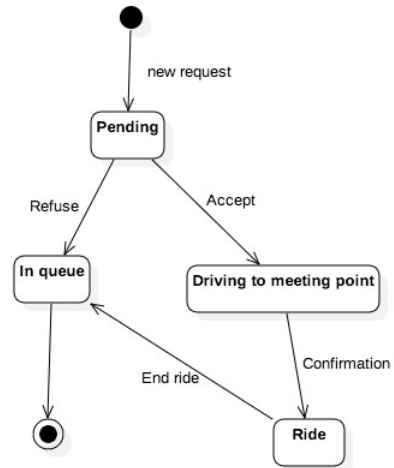 new request
Pending
Refuse
Accept
In queue
Driving to meeting point
Confirmation
End ride
Ride